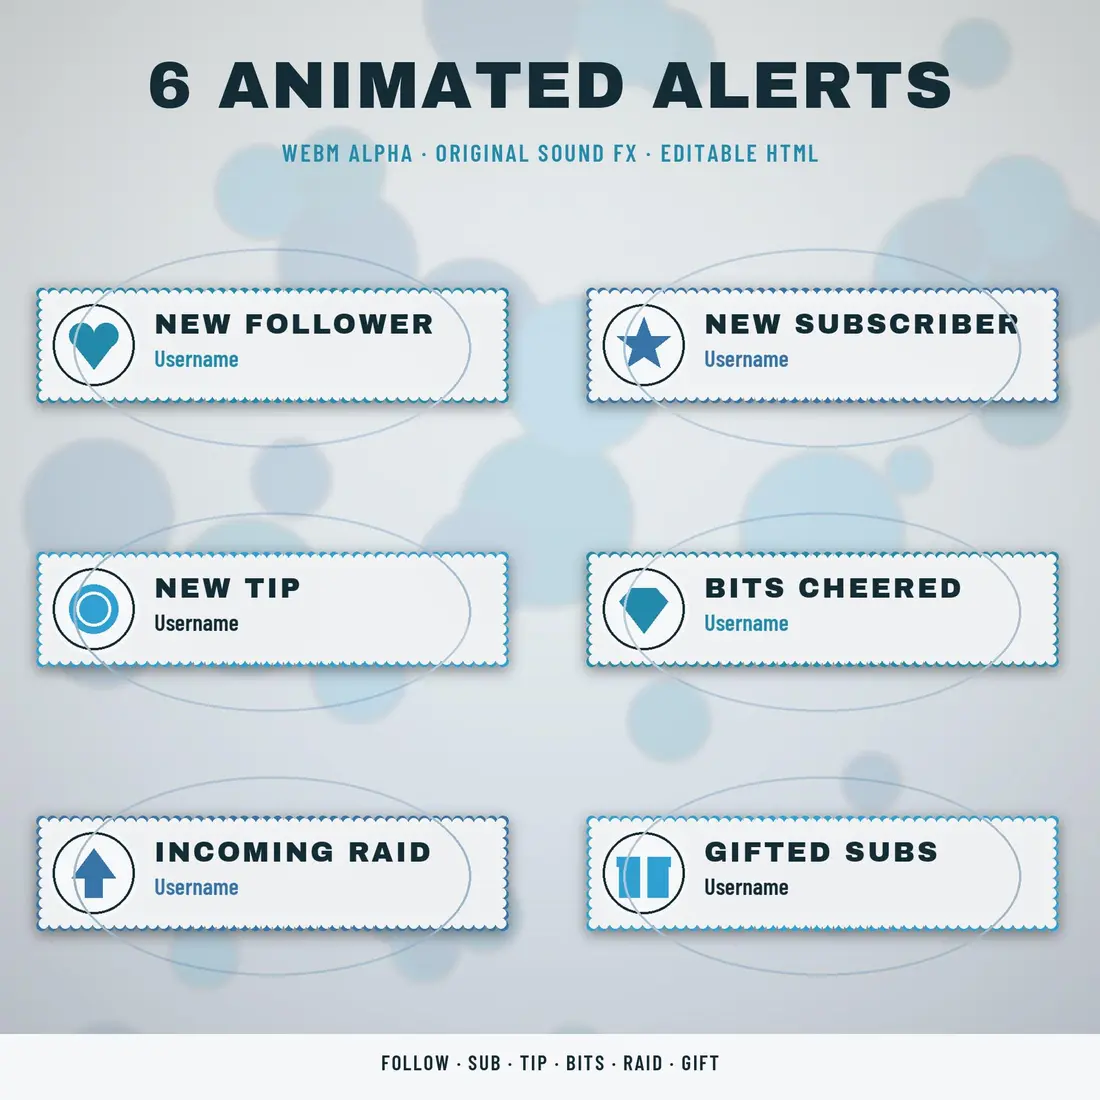 6 ANIMATED ALERTS
WEBM ALPHA · ORIGINAL SOUND FX · EDITABLE HTML
NEW FOLLOWER
Username
NEW SUBSCRIBER
Username
NEW TIP
Username
BITS CHEERED
Username
INCOMING RAID
Username
GIFTED SUBS
Username
FOLLOW · SUB · TIP · BITS · RAID · GIFT